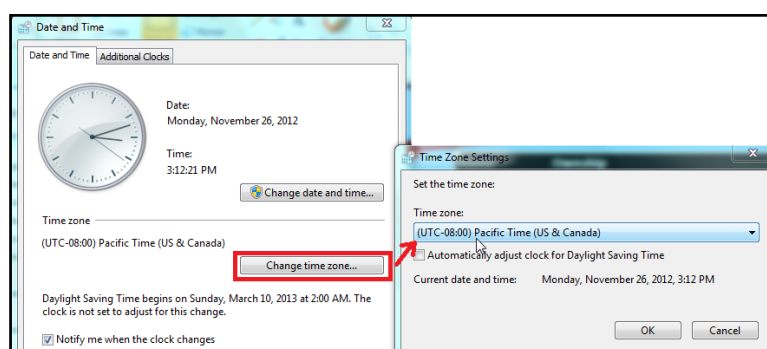 Date and Time
Date and Time
Additional Clocks
Date:
Monday, November 26, 2012
Time:
3:12:21 PM
Change date and time...
Time zone
(UTC-08:00) Pacific Time (US & Canada)
Change time zone...
Daylight Saving Time begins on Sunday, March 10, 2013 at 2:00 AM. The
clock is not set to adjust for this change.
Notify me when the clock changes
Time Zone Settings
Set the time zone:
Time zone:
(UTC-08:00) Pacific Time (US & Canada)
Automatically adjust clock for Daylight Saving Time
Current date and time: Monday, November 26, 2012, 3:12 PM
OK
Cancel